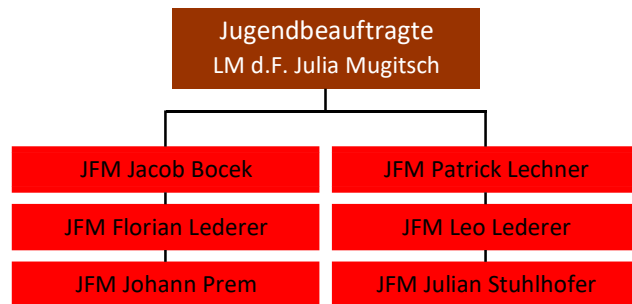 Jugendbeauftragte
LM d.F. Julia Mugitsch
JFM Jacob Bocek
JFM Patrick Lechner
JFM Florian Lederer
JFM Leo Lederer
JFM Johann Prem
JFM Julian Stuhlhofer